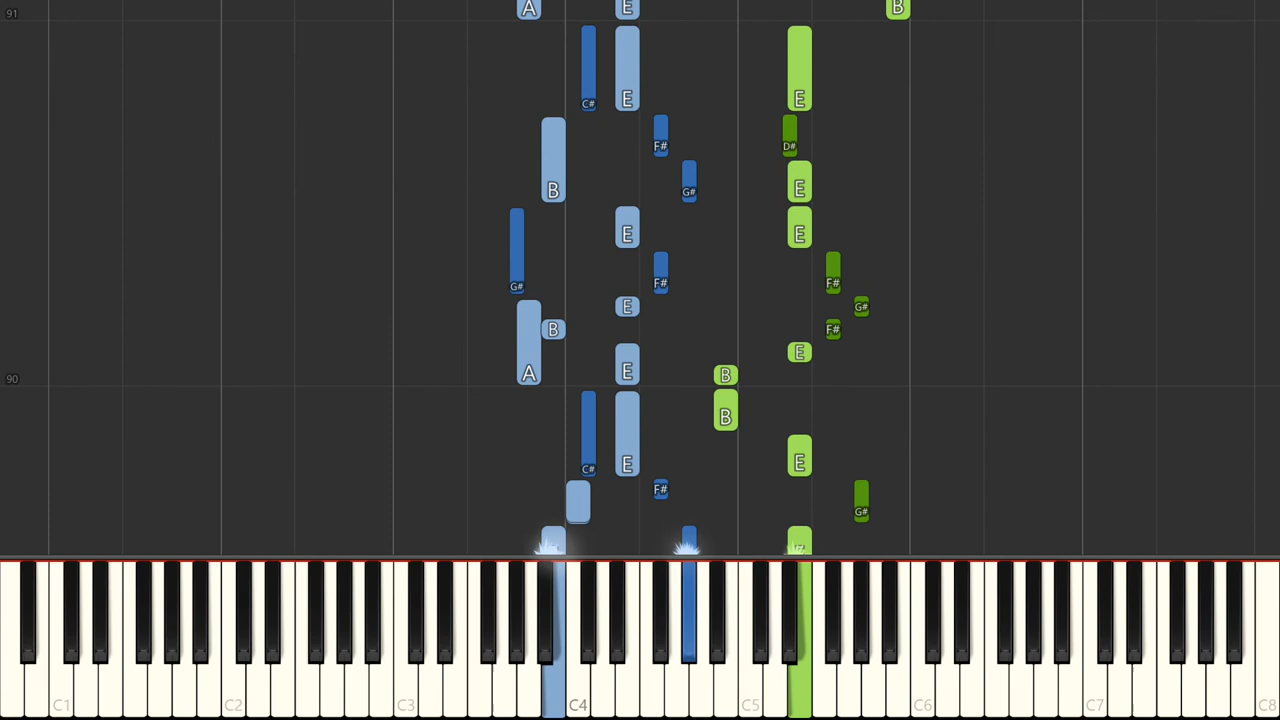 91 A E B
C# E E
F# D#
B G# E
E E
G# F# F#
E G#
B F#
A E E
90 B
B
C# E E
F#
G#
C1 C2 C3 C4 C5 C6 C7 C8